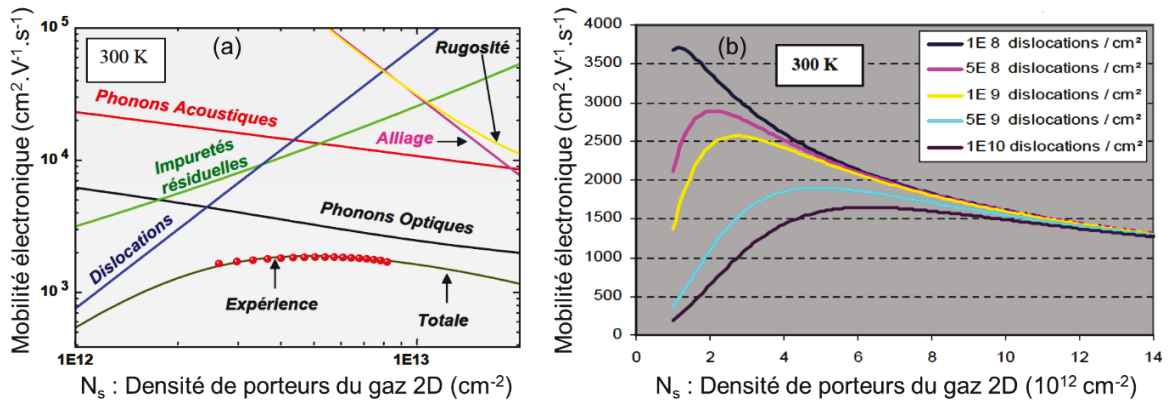 Mobilité électronique (cm².V⁻¹.s⁻¹)
10⁵
10⁴
10³
300 K
(a)
Rugosité
Phonons Acoustiques
Alliage
Impuretés
résiduelles
Phonons Optiques
Dislocations
Expérience
Totale
1E12
1E13
Nₛ : Densité de porteurs du gaz 2D (cm⁻²)
Mobilité électronique (cm².V⁻¹.s⁻¹)
4000
3500
3000
2500
2000
1500
1000
500
0
(b)
300 K
1E 8 dislocations / cm²
5E 8 dislocations / cm²
1E 9 dislocations / cm²
5E 9 dislocations / cm²
1E10 dislocations / cm²
0 2 4 6 8 10 12 14
Nₛ : Densité de porteurs du gaz 2D (10¹² cm⁻²)